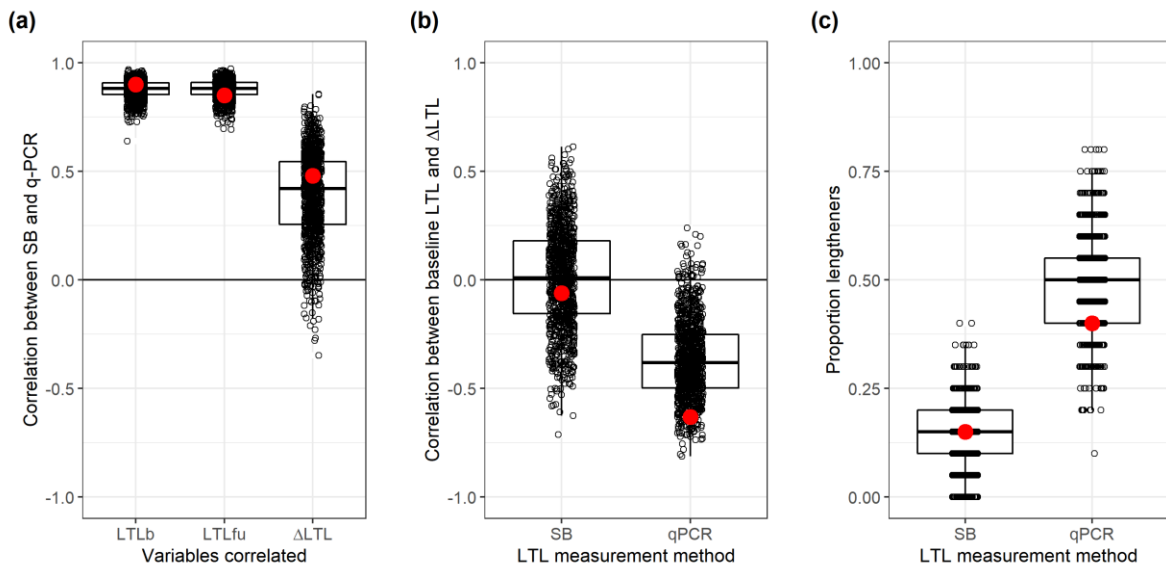 (a)
Correlation between SB and q-PCR
1.0
0.5
0.0
-0.5
-1.0
LTLb LTLfu ΔLTL
Variables correlated
(b)
Correlation between baseline LTL and ΔLTL
1.0
0.5
0.0
-0.5
-1.0
SB qPCR
LTL measurement method
(c)
Proportion lengtheners
1.00
0.75
0.50
0.25
0.00
SB qPCR
LTL measurement method